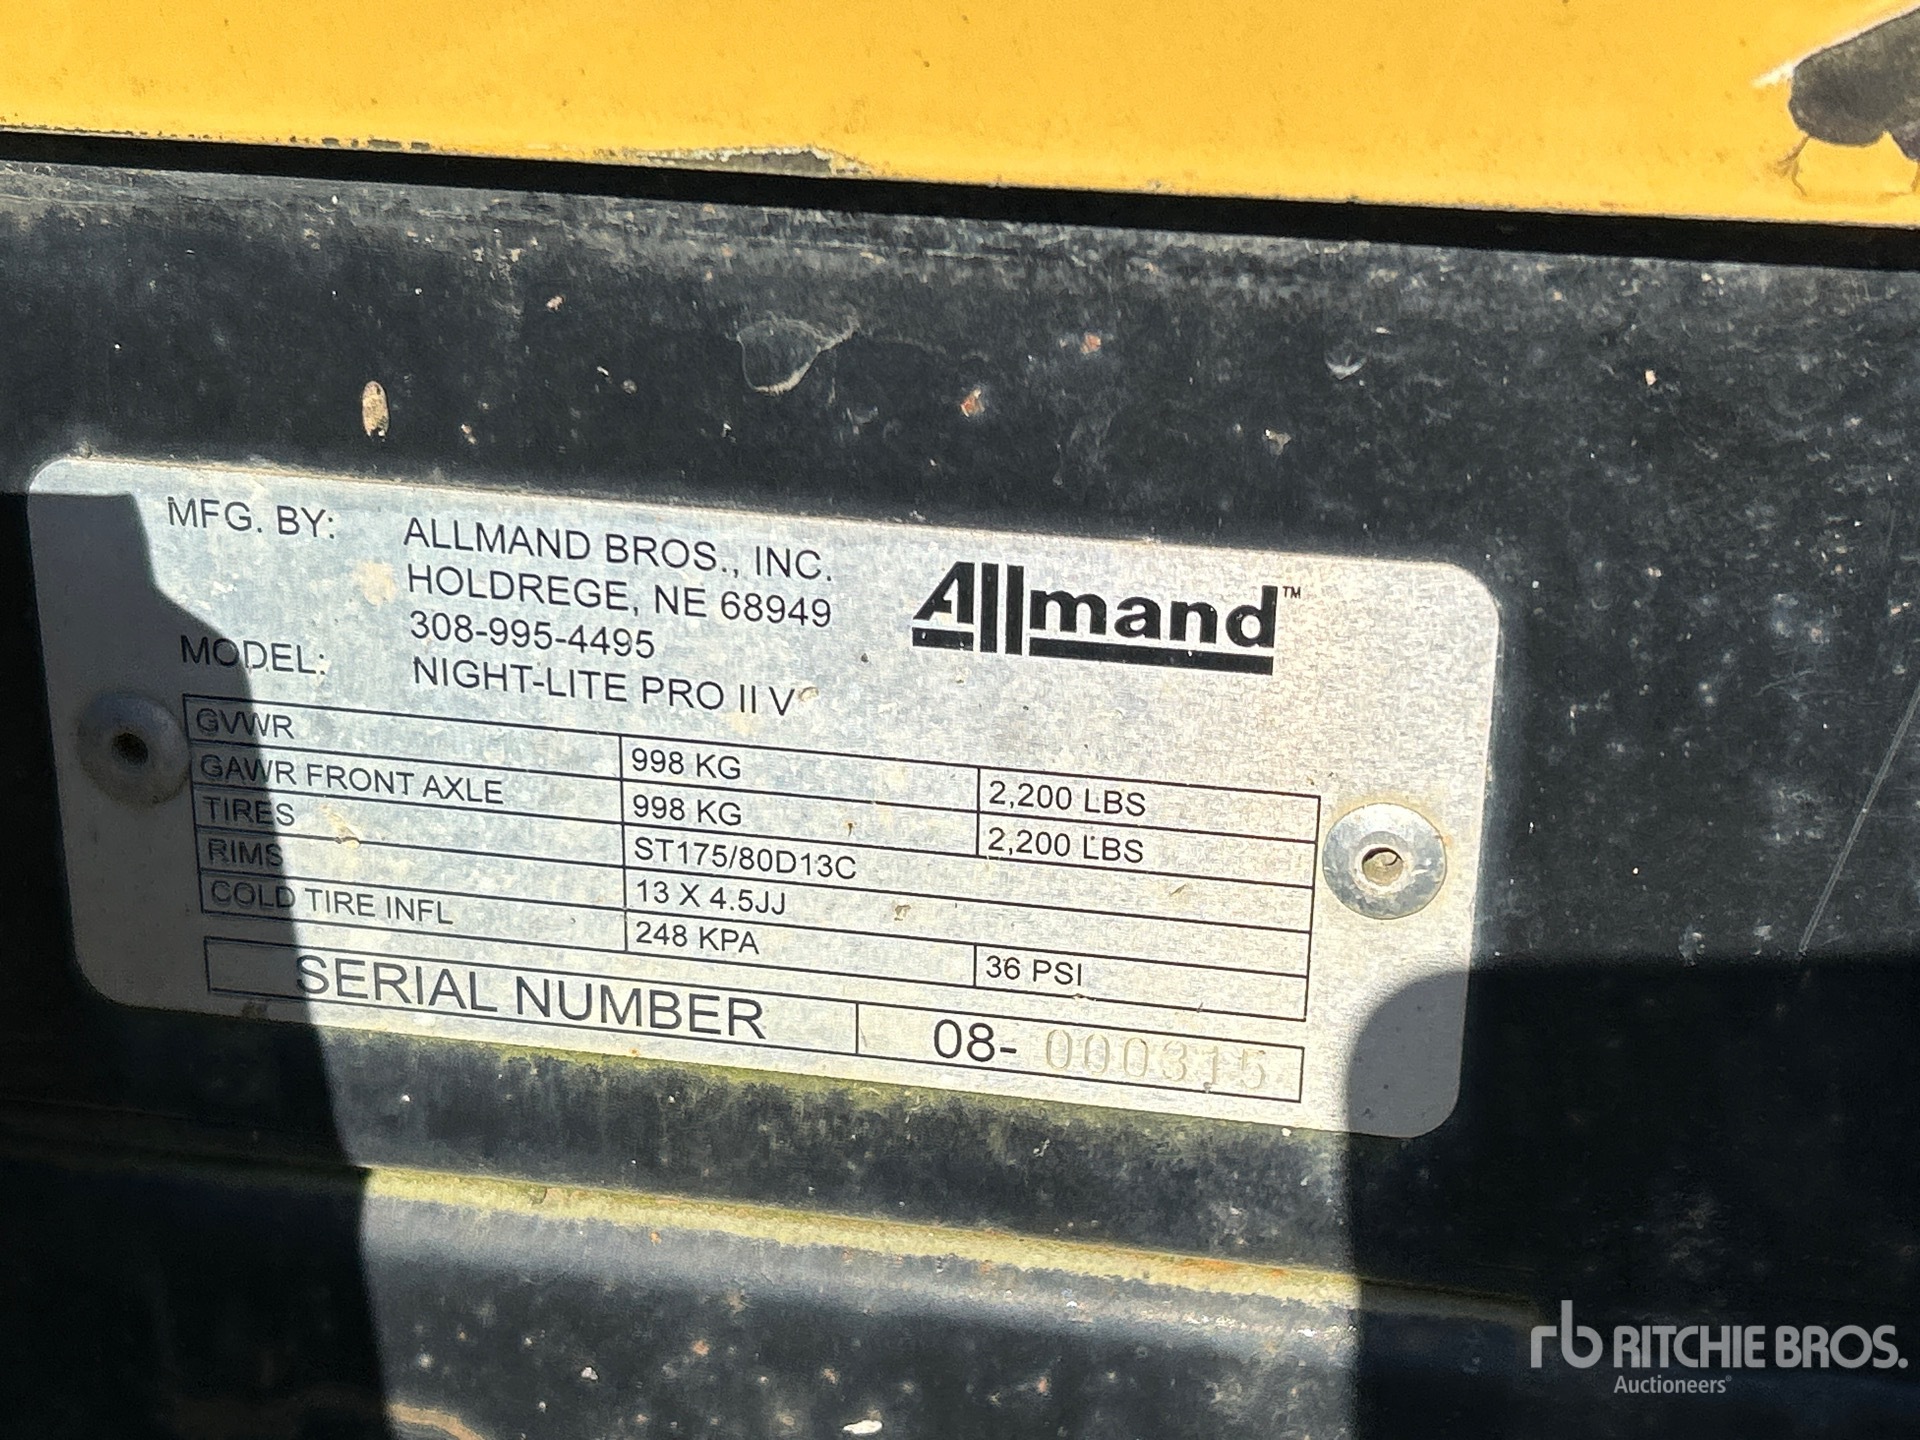 MFG. BY: ALLMAND BROS., INC.
HOLDREGE, NE 68949
308-995-4495
MODEL: NIGHT-LITE PRO II V
Allmand™
GVWR 998 KG 2,200 LBS
GAWR FRONT AXLE 998 KG 2,200 LBS
TIRES ST175/80D13C
RIMS 13 X 4.5JJ
COLD TIRE INFL 248 KPA 36 PSI
SERIAL NUMBER 08- 000315
rb RITCHIE BROS.
Auctioneers®